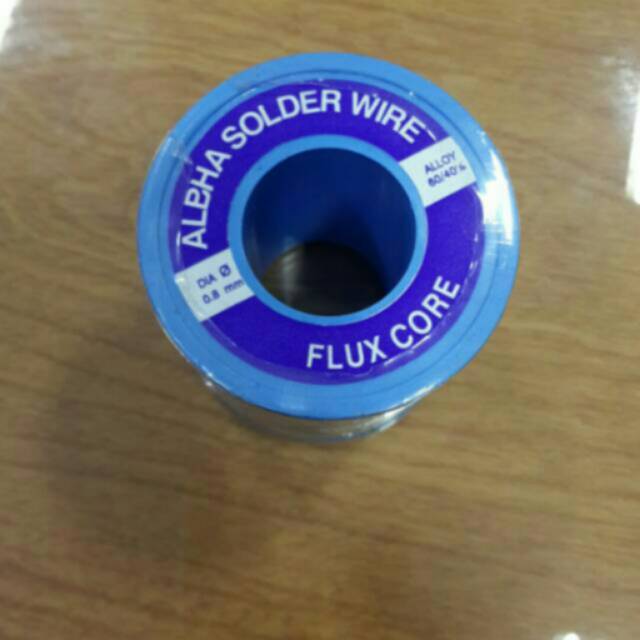 ALBHA SOLDER WIRE
ALLOY
60/40%
DIA Ø
0.8 mm
FLUX CORE